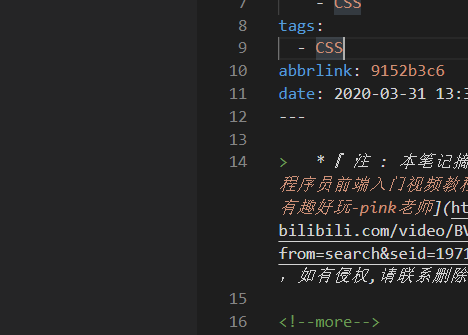 7 - CSS
8 tags:
9 - CSS
10 abbrlink: 9152b3c6
11 date: 2020-03-31 13:3
12 ---
13
14 > *『 注 : 本笔记摘
程序员前端入门视频教程
有趣好玩-pink老师](ht
bilibili.com/video/BV
from=search&seid=1971
，如有侵权,请联系删除
15
16 <!--more-->